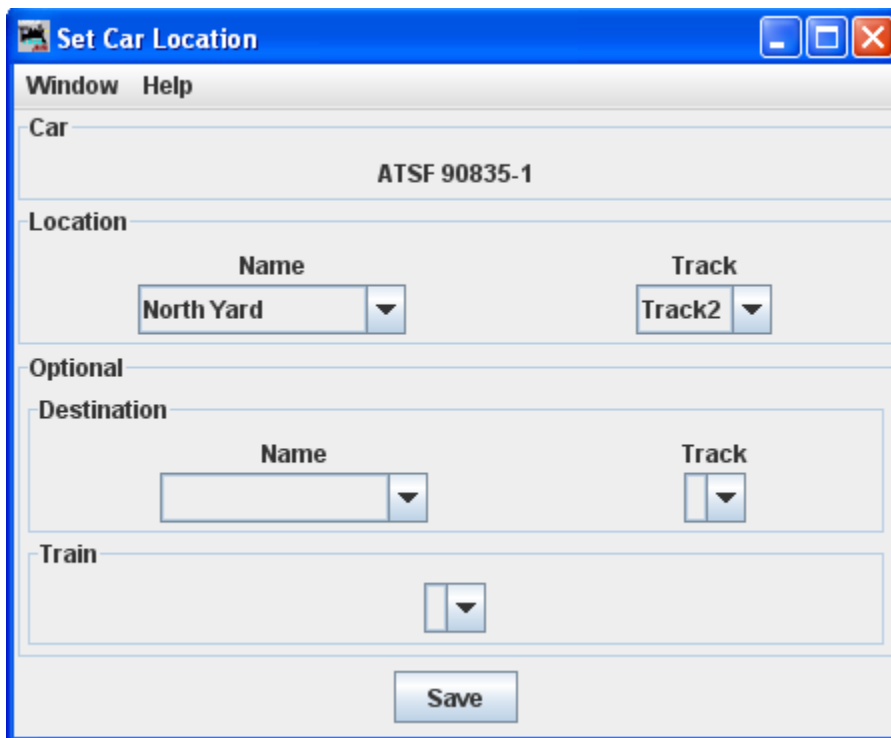 Set Car Location
Window Help
Car
ATSF 90835-1
Location
Name Track
North Yard Track2
Optional
Destination
Name Track
Train
Save